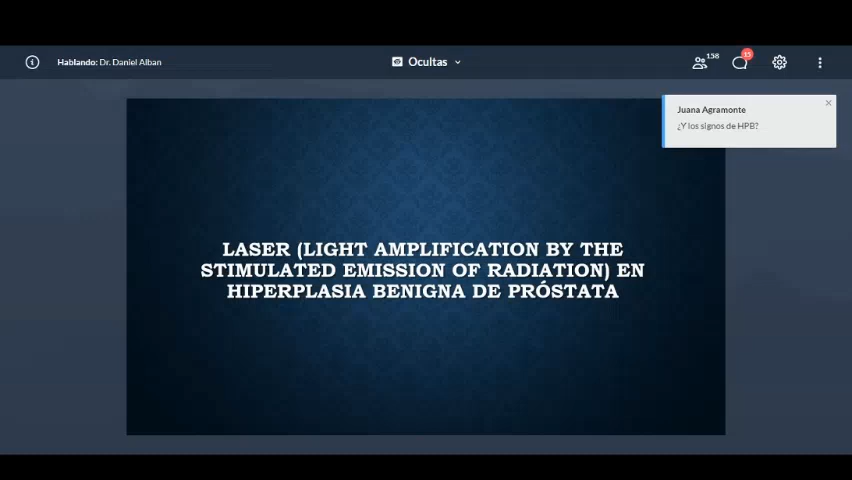 Hablando: Dr. Daniel Alban
Ocultas
158
15
Juana Agramonte
¿Y los signos de HPB?
LASER (LIGHT AMPLIFICATION BY THE
STIMULATED EMISSION OF RADIATION) EN
HIPERPLASIA BENIGNA DE PRÓSTATA